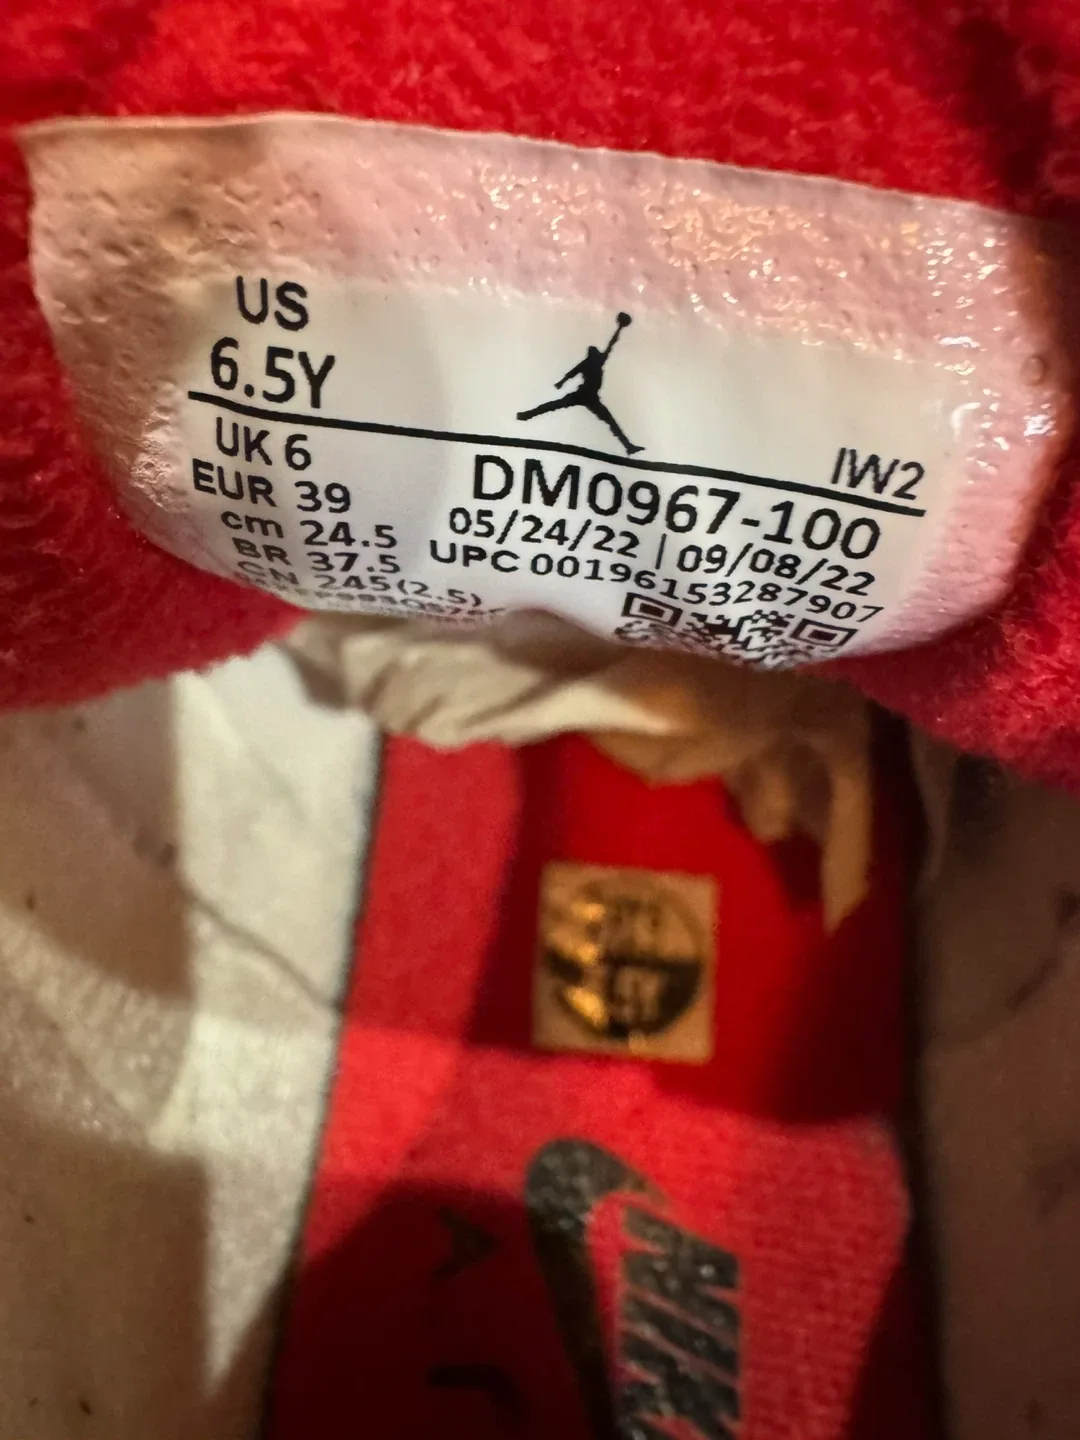 US
6.5Y
IW2
UK 6
EUR 39
cm 24.5
BR 37.5
CN 245(2.5)
DM0967-100
05/24/22 | 09/08/22
UPC 00196153287907
NIK